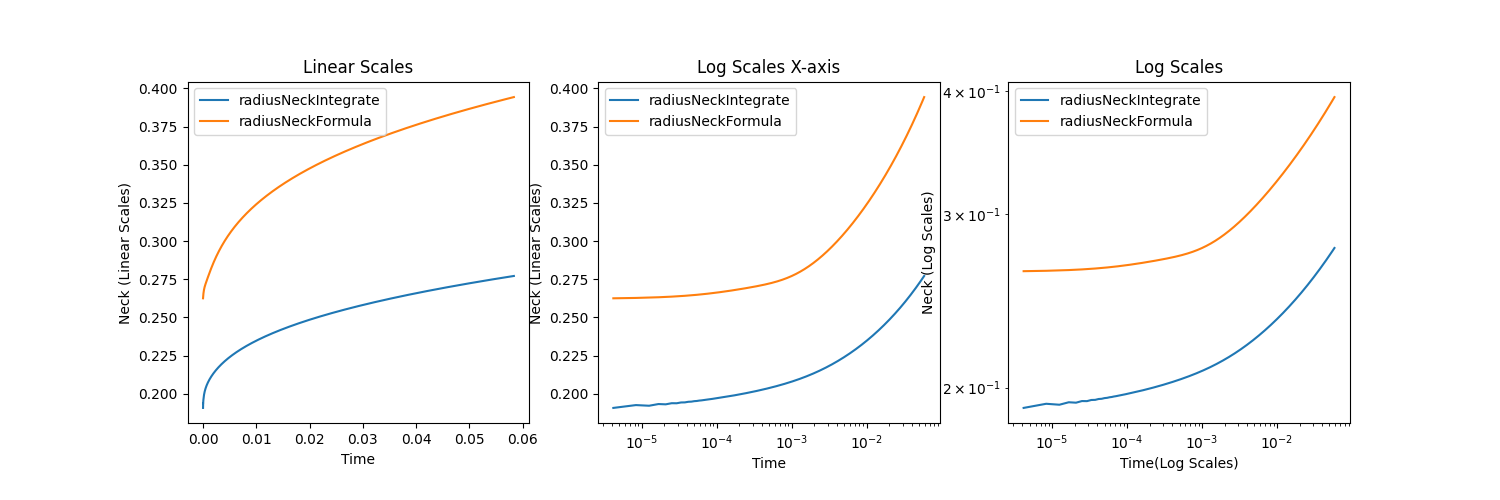 Linear Scales
radiusNeckIntegrate
radiusNeckFormula
Neck (Linear Scales)
0.400
0.375
0.350
0.325
0.300
0.275
0.250
0.225
0.200
0.00 0.01 0.02 0.03 0.04 0.05 0.06
Time
Log Scales X-axis
radiusNeckIntegrate
radiusNeckFormula
Neck (Linear Scales)
0.400
0.375
0.350
0.325
0.300
0.275
0.250
0.225
0.200
10⁻⁵ 10⁻⁴ 10⁻³ 10⁻²
Time
Log Scales
radiusNeckIntegrate
radiusNeckFormula
Neck (Log Scales)
4 × 10⁻¹
3 × 10⁻¹
2 × 10⁻¹
10⁻⁵ 10⁻⁴ 10⁻³ 10⁻²
Time(Log Scales)